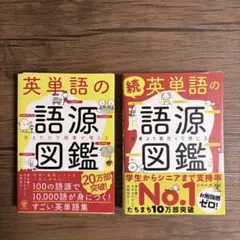 英単語の
語源
図鑑
20万部
突破!
100の語源で
10,000語が身につく!
すごい英単語集
続
英単語の
語源
図鑑
学生からシニアまで支持率
No.1
たちまち10万部突破!
ゼロ!